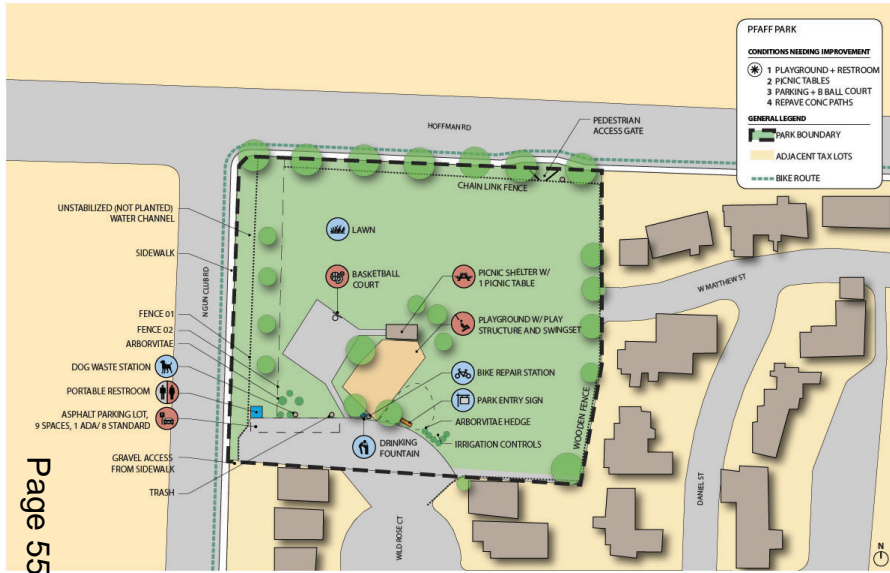 PFAFF PARK
CONDITIONS NEEDING IMPROVEMENT
1 PLAYGROUND + RESTROOM
2 PICNIC TABLES
3 PARKING + B BALL COURT
4 REPAVE CONC PATHS
GENERAL LEGEND
PARK BOUNDARY
ADJACENT TAX LOTS
BIKE ROUTE
HOFFMAN RD
PEDESTRIAN
ACCESS GATE
CHAIN LINK FENCE
UNSTABILIZED (NOT PLANTED)
WATER CHANNEL
SIDEWALK
N GUN CLUB RD
LAWN
BASKETBALL
COURT
PICNIC SHELTER W/
1 PICNIC TABLE
PLAYGROUND W/ PLAY
STRUCTURE AND SWINGSET
W MATTHEW ST
FENCE 01
FENCE 02
ARBORVITAE
DOG WASTE STATION
PORTABLE RESTROOM
ASPHALT PARKING LOT,
9 SPACES, 1 ADA/ 8 STANDARD
GRAVEL ACCESS
FROM SIDEWALK
TRASH
BIKE REPAIR STATION
PARK ENTRY SIGN
ARBORVITAE HEDGE
IRRIGATION CONTROLS
DRINKING
FOUNTAIN
WOODEN FENCE
DANIEL ST
WILD ROSE CT
N
Page 55